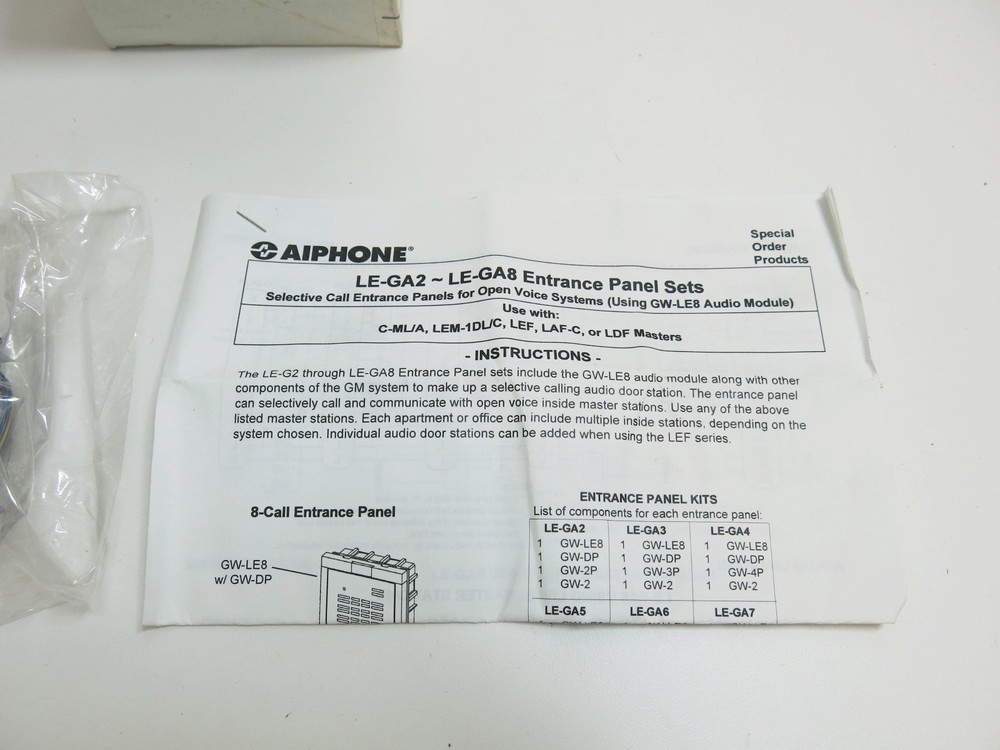 AIPHONE®
Special
Order
Products
LE-GA2 ~ LE-GA8 Entrance Panel Sets
Selective Call Entrance Panels for Open Voice Systems (Using GW-LE8 Audio Module)
Use with:
C-ML/A, LEM-1DL/C, LEF, LAF-C, or LDF Masters
- INSTRUCTIONS -
The LE-G2 through LE-GA8 Entrance Panel sets include the GW-LE8 audio module along with other
components of the GM system to make up a selective calling audio door station. The entrance panel
can selectively call and communicate with open voice inside master stations. Use any of the above
listed master stations. Each apartment or office can include multiple inside stations, depending on the
system chosen. Individual audio door stations can be added when using the LEF series.
8-Call Entrance Panel
GW-LE8
w/ GW-DP
ENTRANCE PANEL KITS
List of components for each entrance panel:
LE-GA2 LE-GA3 LE-GA4
1 GW-LE8 1 GW-LE8 1 GW-LE8
1 GW-DP 1 GW-DP 1 GW-DP
1 GW-2P 1 GW-3P 1 GW-4P
1 GW-2 1 GW-2 1 GW-2
LE-GA5 LE-GA6 LE-GA7